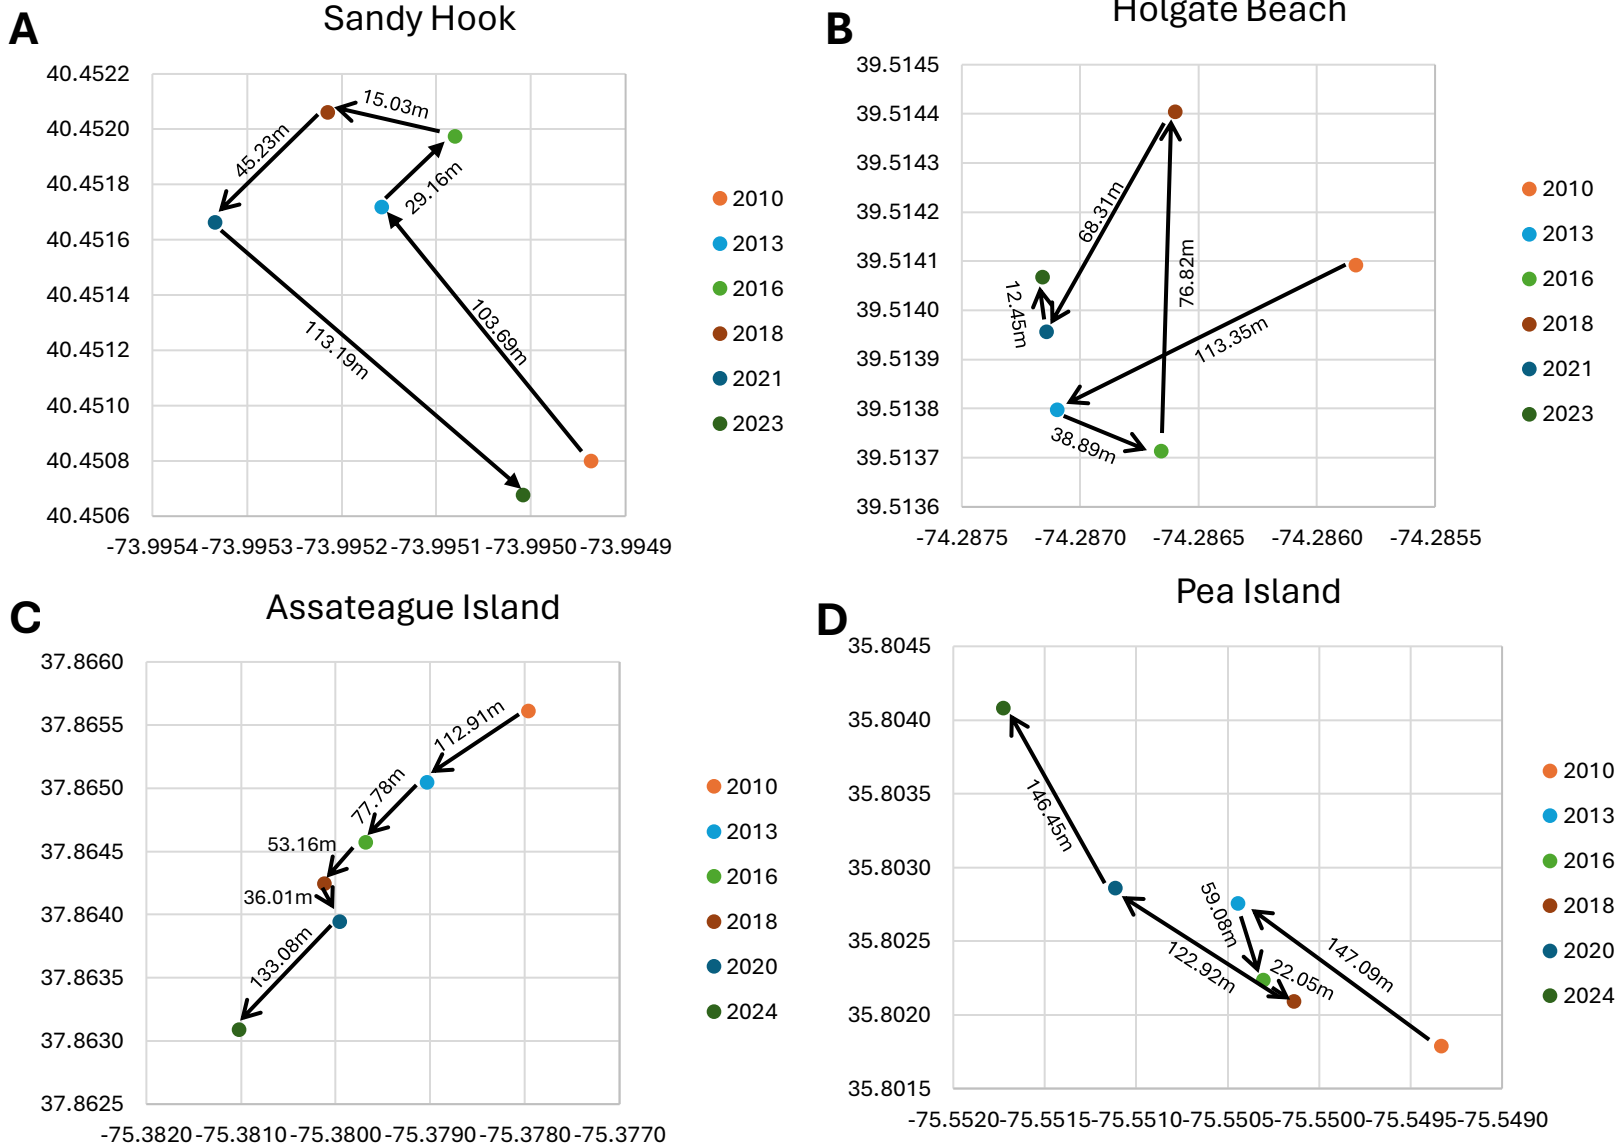 A
Sandy Hook
40.4522
40.4520
40.4518
40.4516
40.4514
40.4512
40.4510
40.4508
40.4506
-73.9954 -73.9953 -73.9952 -73.9951 -73.9950 -73.9949
15.03m
45.23m
29.16m
103.69m
113.19m
2010
2013
2016
2018
2021
2023
B
Holgate Beach
39.5145
39.5144
39.5143
39.5142
39.5141
39.5140
39.5139
39.5138
39.5137
39.5136
-74.2875 -74.2870 -74.2865 -74.2860 -74.2855
68.31m
76.82m
12.45m
113.35m
38.89m
2010
2013
2016
2018
2021
2023
C
Assateague Island
37.8660
37.8655
37.8650
37.8645
37.8640
37.8635
37.8630
37.8625
-75.3820 -75.3810 -75.3800 -75.3790 -75.3780 -75.3770
112.91m
77.78m
53.16m
36.01m
133.08m
2010
2013
2016
2018
2020
2024
D
Pea Island
35.8045
35.8040
35.8035
35.8030
35.8025
35.8020
35.8015
-75.5520 -75.5515 -75.5510 -75.5505 -75.5500 -75.5495 -75.5490
146.45m
59.08m
122.92m
22.05m
147.09m
2010
2013
2016
2018
2020
2024